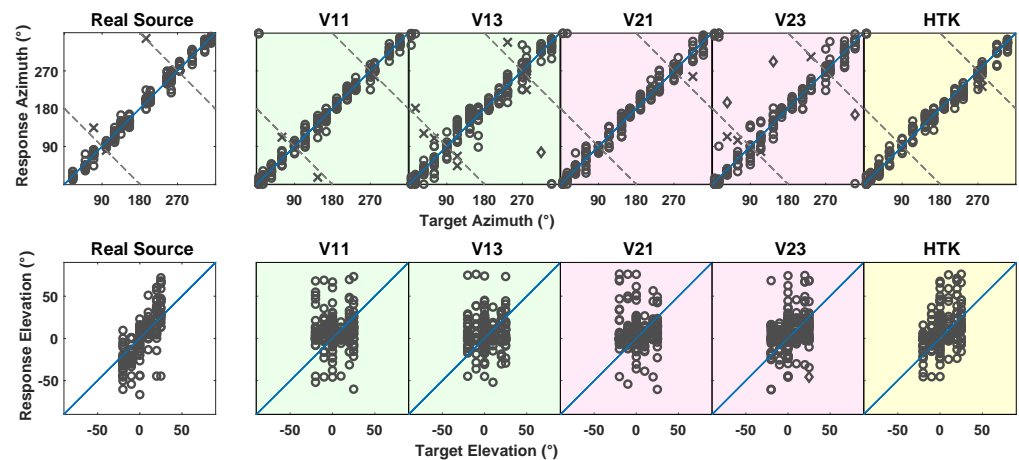 Real Source V11 V13 V21 V23 HTK
Response Azimuth (°)
270
180
90
90 180 270 90 180 270 90 180 270 90 180 270 90 180 270 90 180 270
Target Azimuth (°)
Real Source V11 V13 V21 V23 HTK
Response Elevation (°)
50
0
-50
-50 0 50 -50 0 50 -50 0 50 -50 0 50 -50 0 50 -50 0 50
Target Elevation (°)